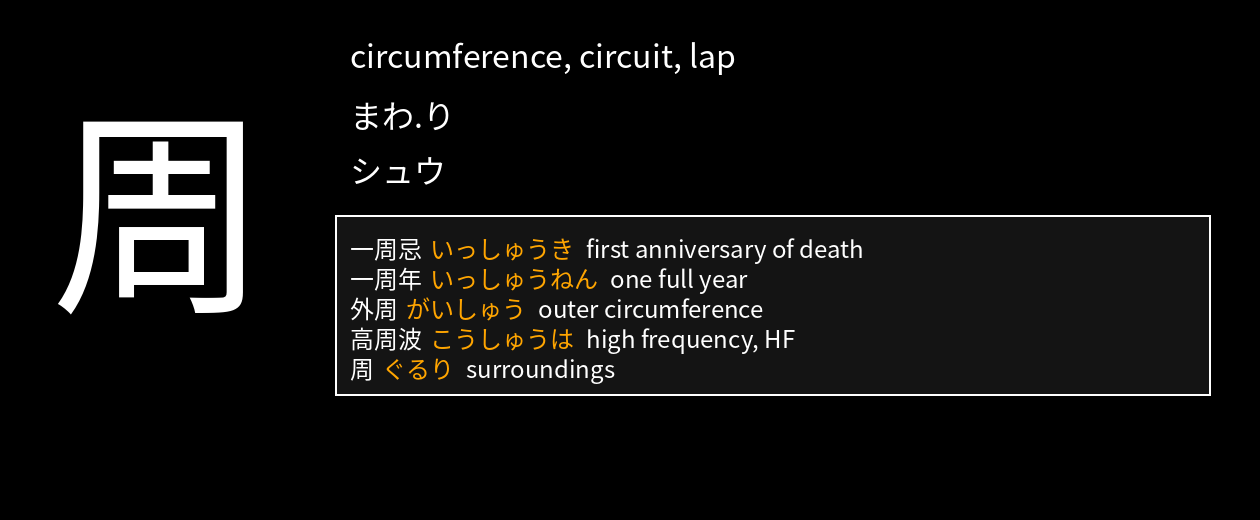 周
circumference, circuit, lap
まわ.り
シュウ
一周忌 いっしゅうき first anniversary of death
一周年 いっしゅうねん one full year
外周 がいしゅう outer circumference
高周波 こうしゅうは high frequency, HF
周 ぐるり surroundings